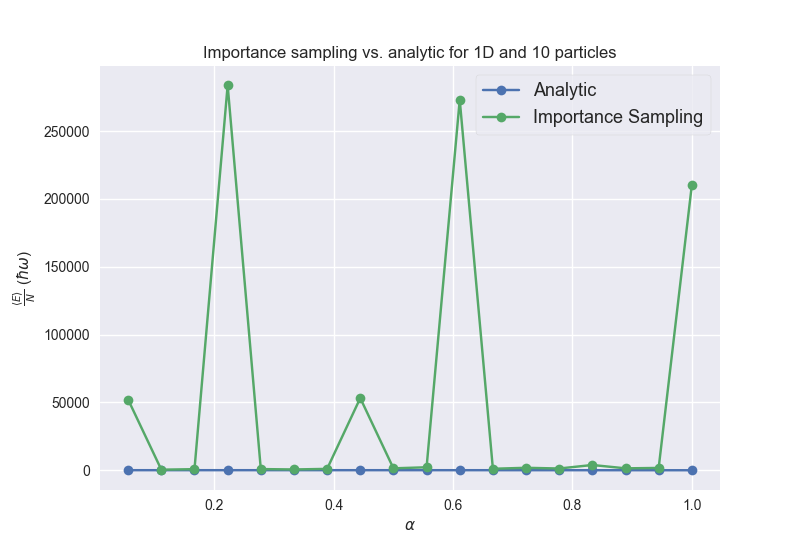 Importance sampling vs. analytic for 1D and 10 particles
Analytic
Importance Sampling
250000
200000
150000
100000
50000
0
⟨E⟩/N (ħω)
0.2 0.4 0.6 0.8 1.0
α